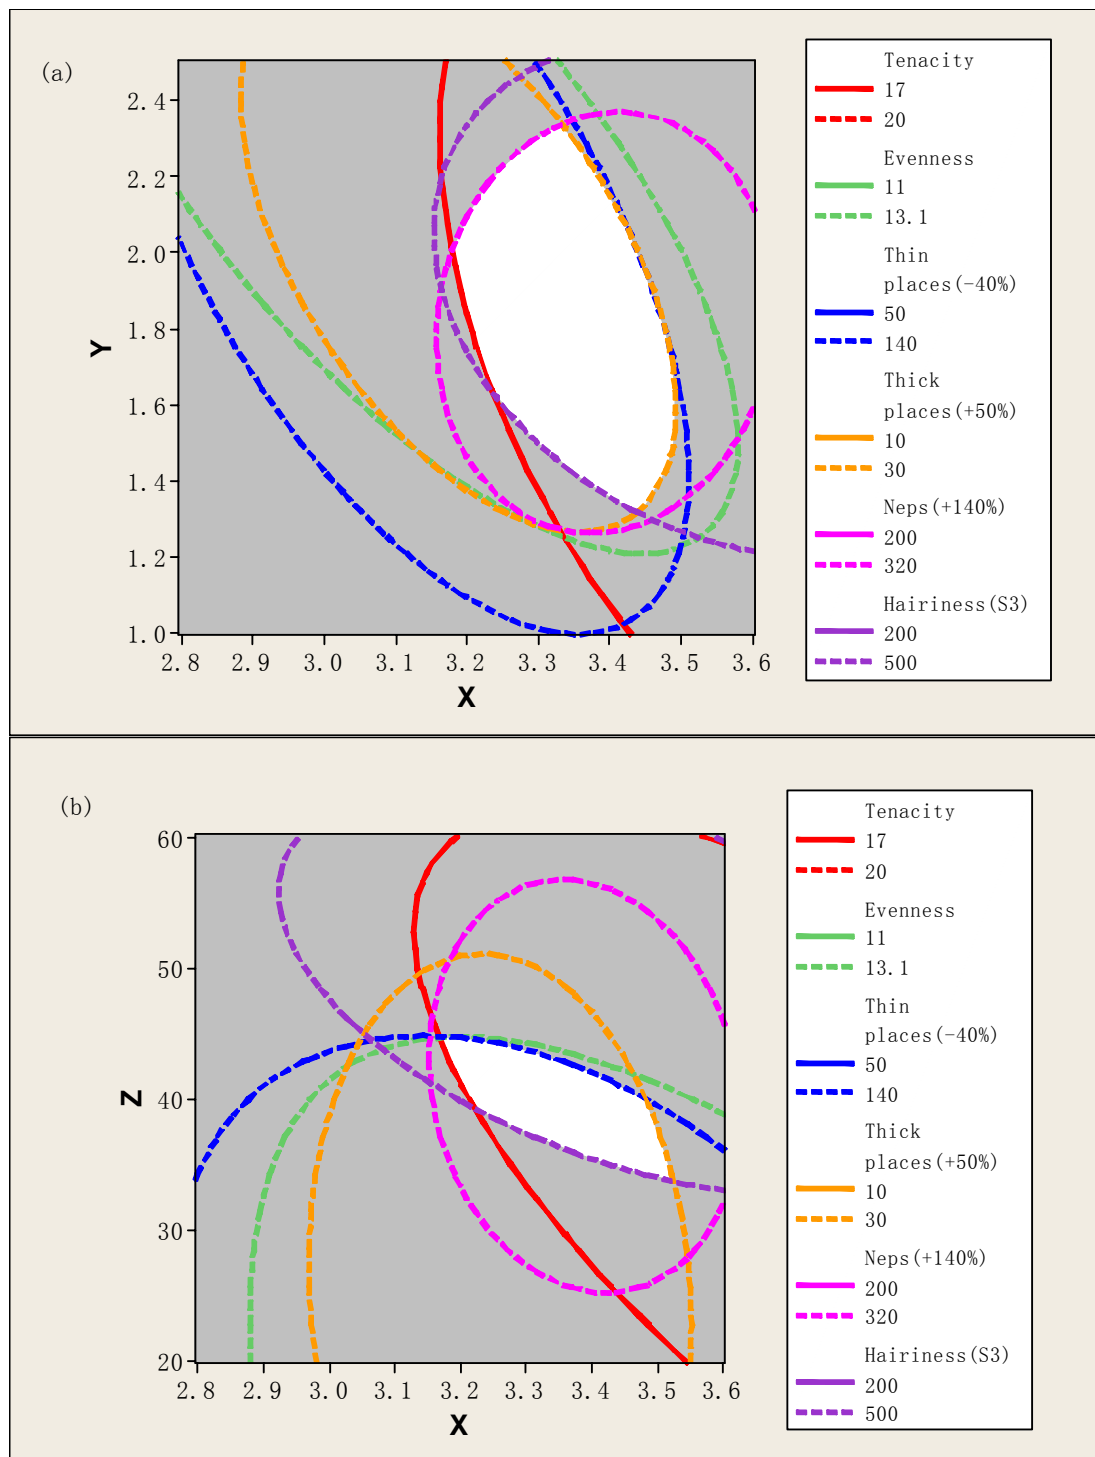 (a)
2.4
2.2
2.0
1.8
1.6
1.4
1.2
1.0
Y
2.8 2.9 3.0 3.1 3.2 3.3 3.4 3.5 3.6
X
Tenacity
17
20
Evenness
11
13.1
Thin
places(-40%)
50
140
Thick
places(+50%)
10
30
Neps(+140%)
200
320
Hairiness(S3)
200
500
(b)
60
50
40
30
20
Z
2.8 2.9 3.0 3.1 3.2 3.3 3.4 3.5 3.6
X
Tenacity
17
20
Evenness
11
13.1
Thin
places(-40%)
50
140
Thick
places(+50%)
10
30
Neps(+140%)
200
320
Hairiness(S3)
200
500